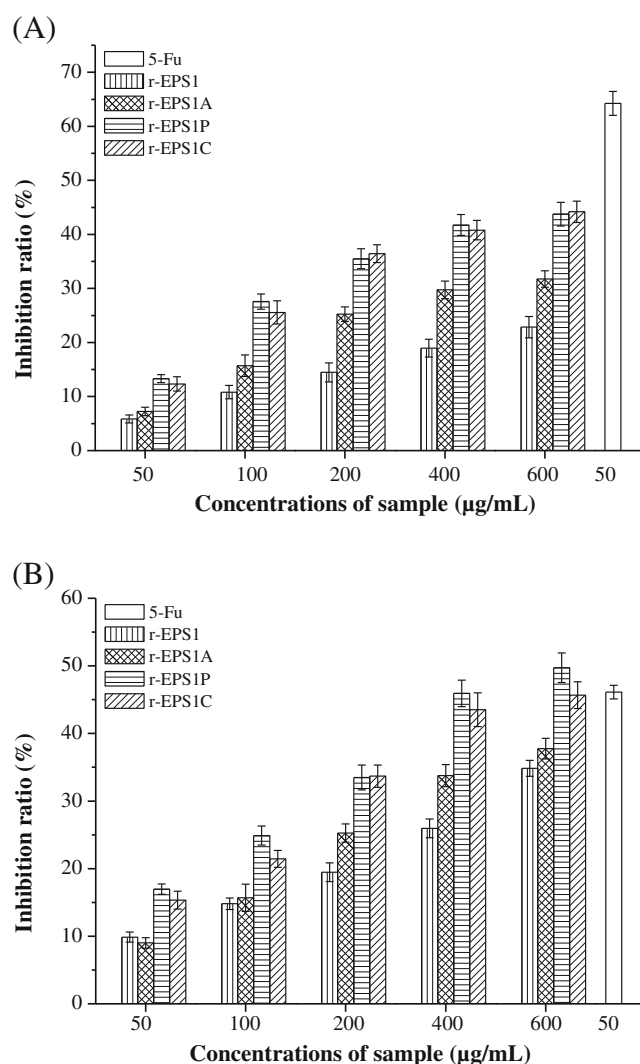 (A)
5-Fu
r-EPS1
r-EPS1A
r-EPS1P
r-EPS1C
70
60
50
40
30
20
10
0
Inhibition ratio (%)
50 100 200 400 600 50
Concentrations of sample (μg/mL)
(B)
60
5-Fu
r-EPS1
r-EPS1A
r-EPS1P
r-EPS1C
50
40
30
20
10
0
Inhibition ratio (%)
50 100 200 400 600 50
Concentrations of sample (μg/mL)